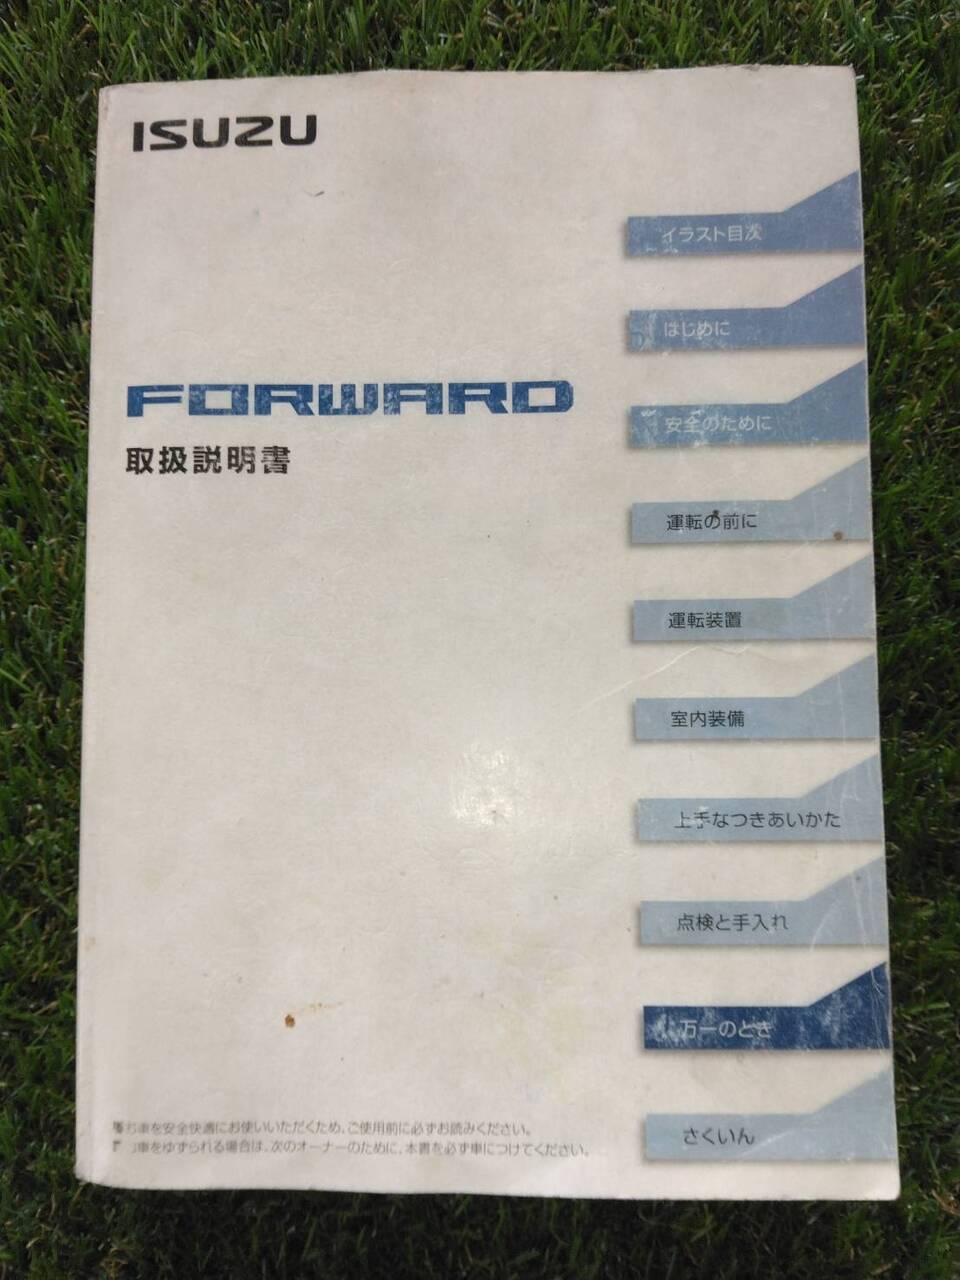 ISUZU
イラスト目次
はじめに
FORWARD
取扱説明書
安全のために
運転の前に
運転装置
室内装備
上手なつきあいかた
点検と手入れ
万一のとき
さくいん
車を安全快適にお使いいただくため、ご使用前に必ずお読みください。
車をゆずられる場合は、次のオーナーのために、本書を必ず車につけてください。